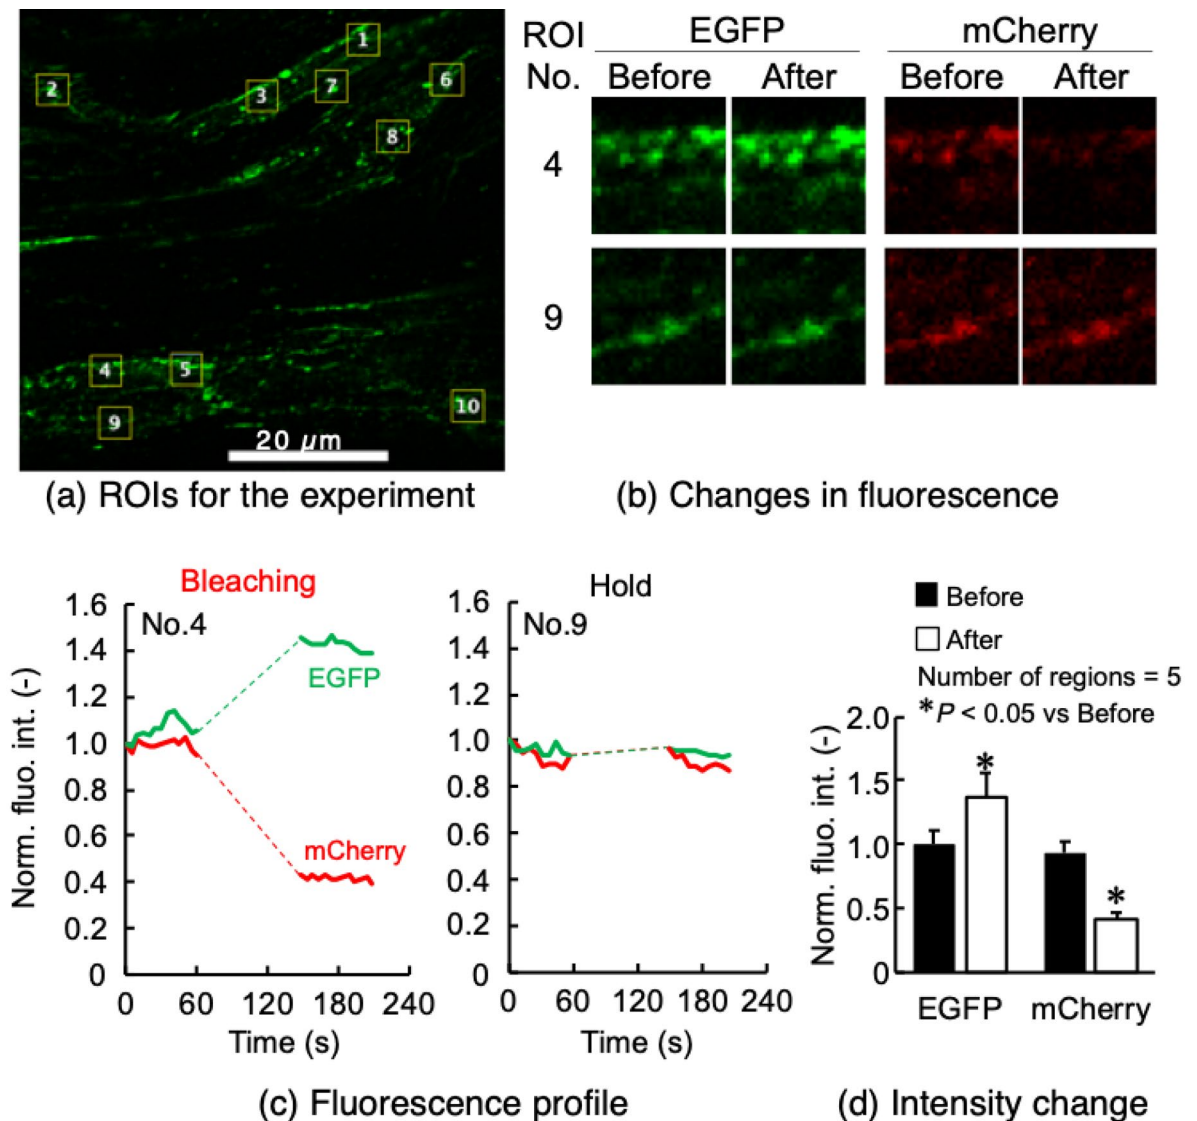 1
2
3
7
6
8
4
5
9
10
20 μm
(a) ROIs for the experiment
ROI EGFP mCherry
No. Before After Before After
4
9
(b) Changes in fluorescence
Bleaching
No.4
EGFP
mCherry
Norm. fluo. int. (-)
1.6
1.4
1.2
1.0
0.8
0.6
0.4
0.2
0
0 60 120 180 240
Time (s)
Hold
No.9
1.6
1.4
1.2
1.0
0.8
0.6
0.4
0.2
0
0 60 120 180 240
Time (s)
(c) Fluorescence profile
Before
After
Number of regions = 5
*P < 0.05 vs Before
Norm. fluo. int. (-)
2.0
1.5
1.0
0.5
0
*
*
EGFP mCherry
(d) Intensity change